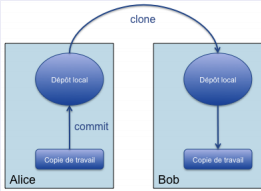 clone
Dépôt local
Dépôt local
commit
Copie de travail
Copie de travail
Alice
Bob